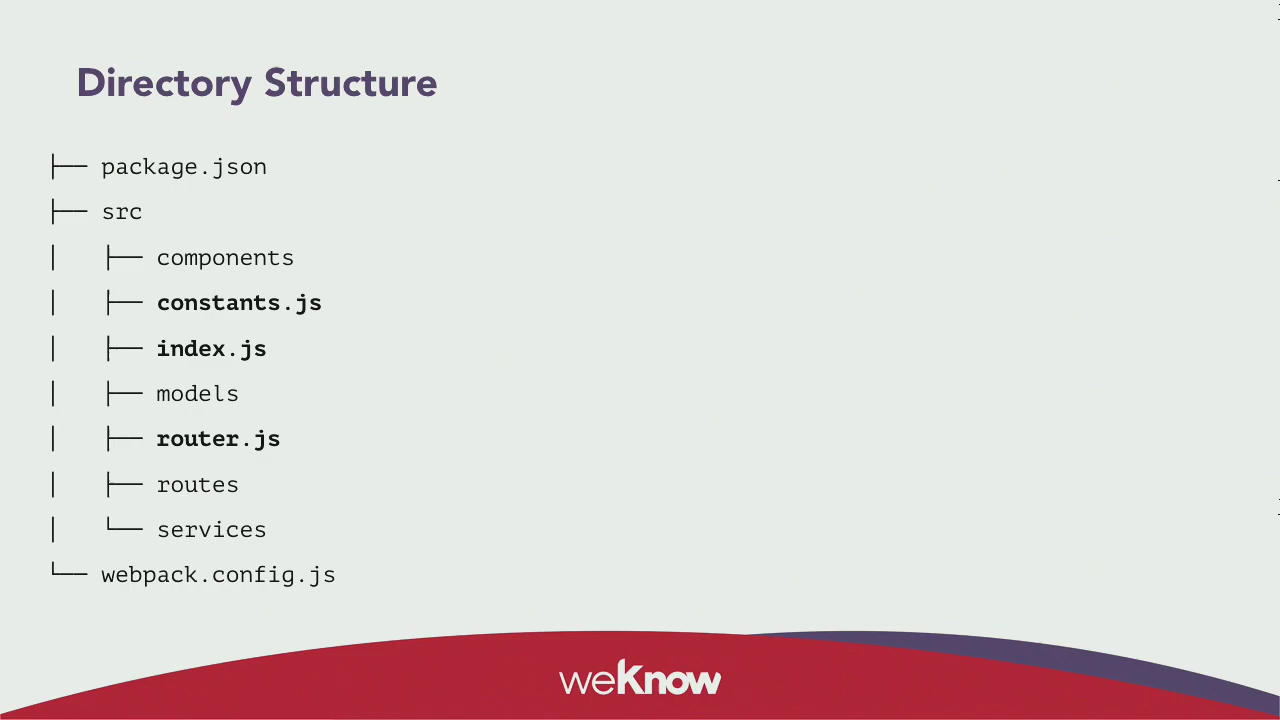 Directory Structure
├── package.json
├── src
│   ├── components
│   ├── constants.js
│   ├── index.js
│   ├── models
│   ├── router.js
│   ├── routes
│   └── services
└── webpack.config.js
weKnow